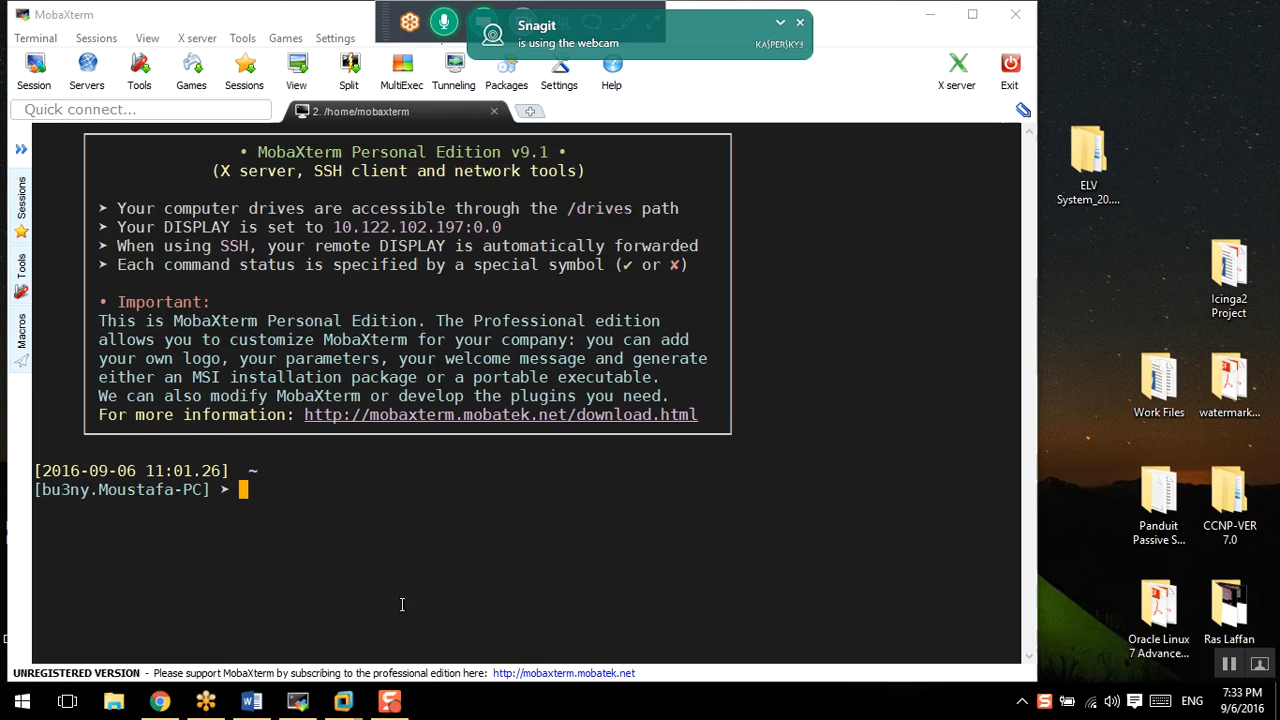 MobaXterm
Snagit
is using the webcam
KASPERSKY
Terminal Sessions View X server Tools Games Settings
Session Servers Tools Games Sessions View Split MultiExec Tunneling Packages Settings Help X server Exit
Quick connect...
2. /home/mobaxterm
Sessions
Tools
Macros
• MobaXterm Personal Edition v9.1 •
(X server, SSH client and network tools)
➤ Your computer drives are accessible through the /drives path
➤ Your DISPLAY is set to 10.122.102.197:0.0
➤ When using SSH, your remote DISPLAY is automatically forwarded
➤ Each command status is specified by a special symbol (✔ or ✘)
• Important:
This is MobaXterm Personal Edition. The Professional edition
allows you to customize MobaXterm for your company: you can add
your own logo, your parameters, your welcome message and generate
either an MSI installation package or a portable executable.
We can also modify MobaXterm or develop the plugins you need.
For more information: http://mobaxterm.mobatek.net/download.html
[2016-09-06 11:01.26] ~
[bu3ny.Moustafa-PC] ➤
UNREGISTERED VERSION - Please support MobaXterm by subscribing to the professional edition here: http://mobaxterm.mobatek.net
ELV
System_20....
Icinga2
Project
Work Files
watermark...
Panduit
Passive S...
CCNP-VER
7.0
Oracle Linux
7 Advance...
Ras Laffan
ENG
7:33 PM
9/6/2016